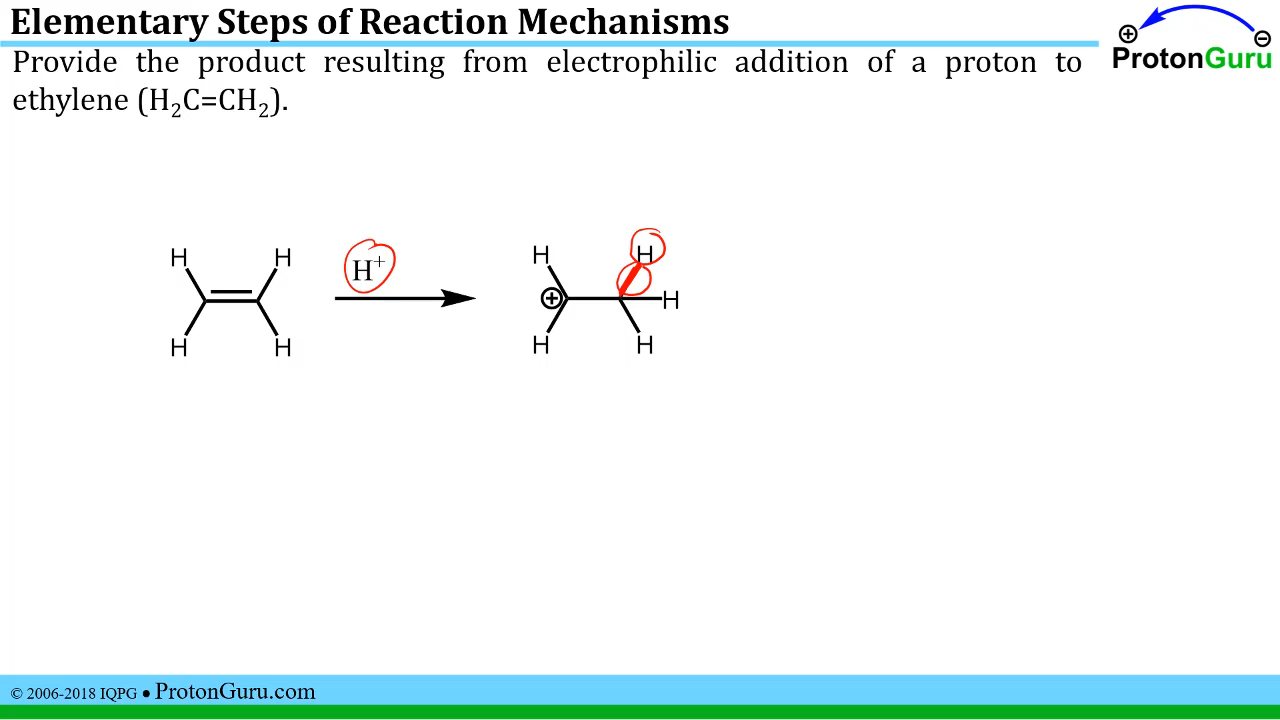 Elementary Steps of Reaction Mechanisms
⊕ ⊖
ProtonGuru
Provide the product resulting from electrophilic addition of a proton to
ethylene (H₂C=CH₂).
H H H⁺ H H
⊕ H
H H H H
© 2006-2018 IQPG ● ProtonGuru.com